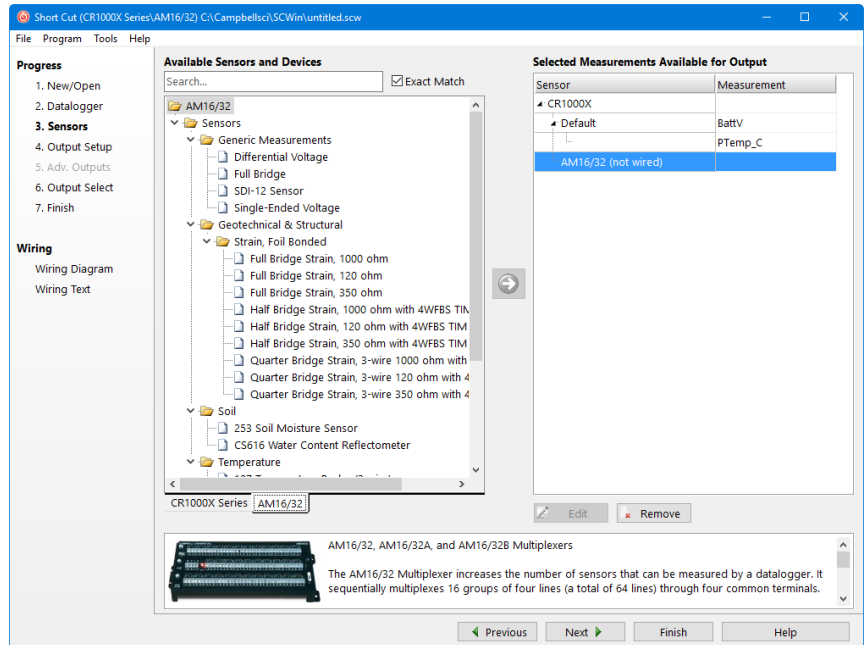 Short Cut (CR1000X Series\AM16/32) C:\Campbellsci\SCWin\untitled.scw
File Program Tools Help
Progress
1. New/Open
2. Datalogger
3. Sensors
4. Output Setup
5. Adv. Outputs
6. Output Select
7. Finish
Wiring
Wiring Diagram
Wiring Text
Available Sensors and Devices
Search...
Exact Match
AM16/32
Sensors
Generic Measurements
Differential Voltage
Full Bridge
SDI-12 Sensor
Single-Ended Voltage
Geotechnical & Structural
Strain, Foil Bonded
Full Bridge Strain, 1000 ohm
Full Bridge Strain, 120 ohm
Full Bridge Strain, 350 ohm
Half Bridge Strain, 1000 ohm with 4WFBS TIM
Half Bridge Strain, 120 ohm with 4WFBS TIM
Half Bridge Strain, 350 ohm with 4WFBS TIM
Quarter Bridge Strain, 3-wire 1000 ohm with
Quarter Bridge Strain, 3-wire 120 ohm with 4
Quarter Bridge Strain, 3-wire 350 ohm with 4
Soil
253 Soil Moisture Sensor
CS616 Water Content Reflectometer
Temperature
CR1000X Series AM16/32
Selected Measurements Available for Output
Sensor Measurement
CR1000X
Default BattV
PTemp_C
AM16/32 (not wired)
Edit Remove
AM16/32, AM16/32A, and AM16/32B Multiplexers
The AM16/32 Multiplexer increases the number of sensors that can be measured by a datalogger. It
sequentially multiplexes 16 groups of four lines (a total of 64 lines) through four common terminals.
Previous Next Finish Help